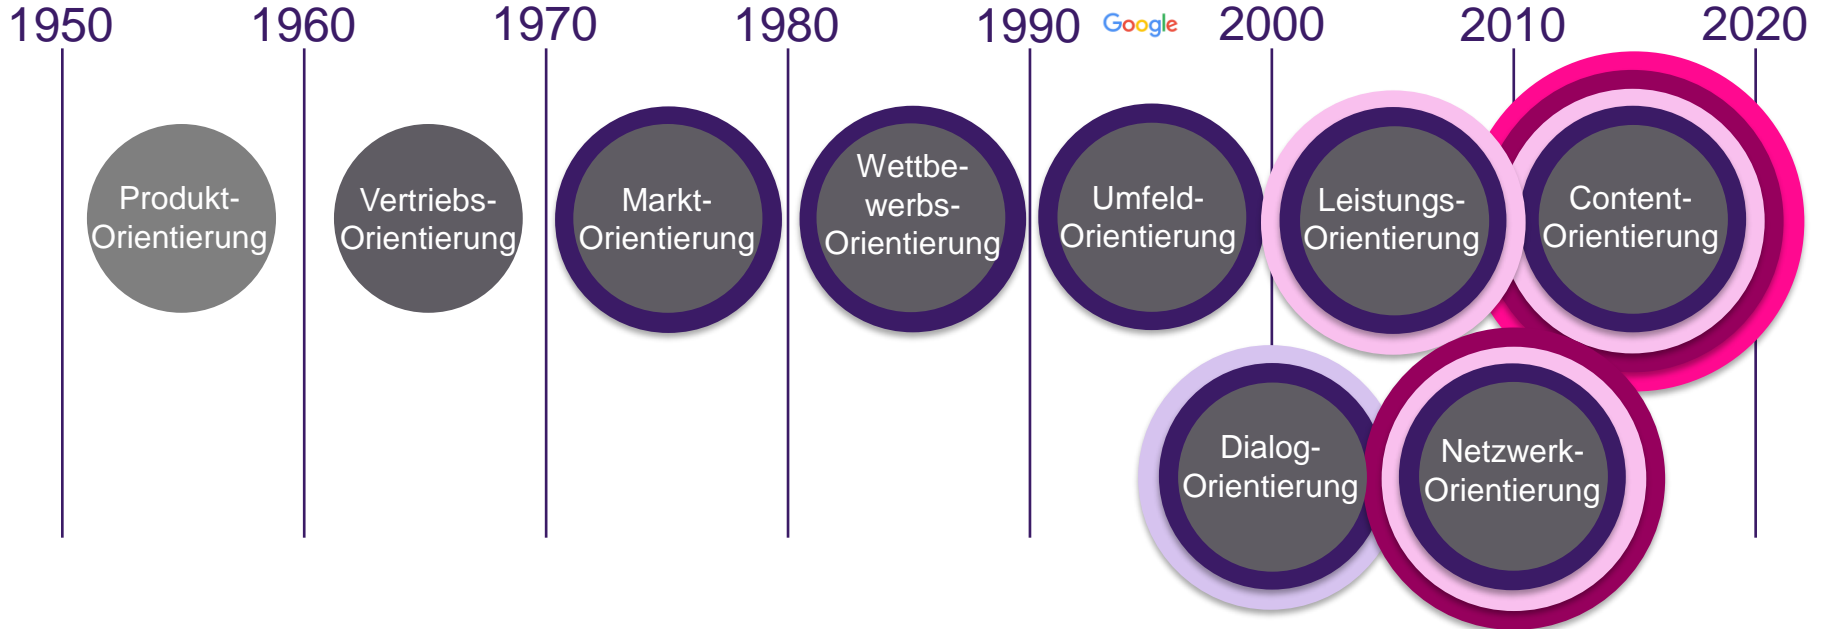 1950 1960 1970 1980 1990 Google 2000 2010 2020
Produkt-
Orientierung
Vertriebs-
Orientierung
Markt-
Orientierung
Wettbe-
werbs-
Orientierung
Umfeld-
Orientierung
Leistungs-
Orientierung
Content-
Orientierung
Dialog-
Orientierung
Netzwerk-
Orientierung